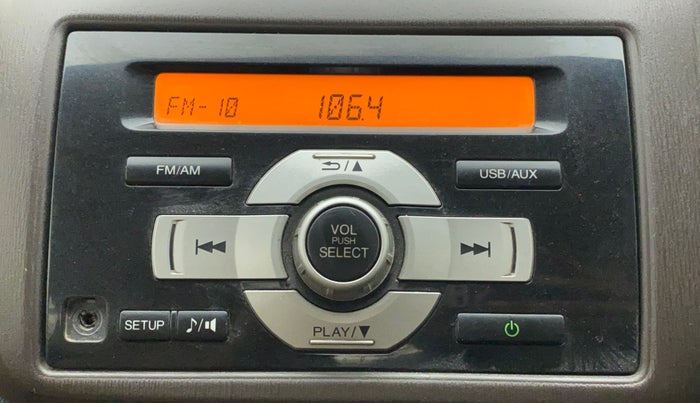 FM-10 106.4
FM/AM
USB/AUX
VOL
PUSH
SELECT
SETUP
PLAY/▼